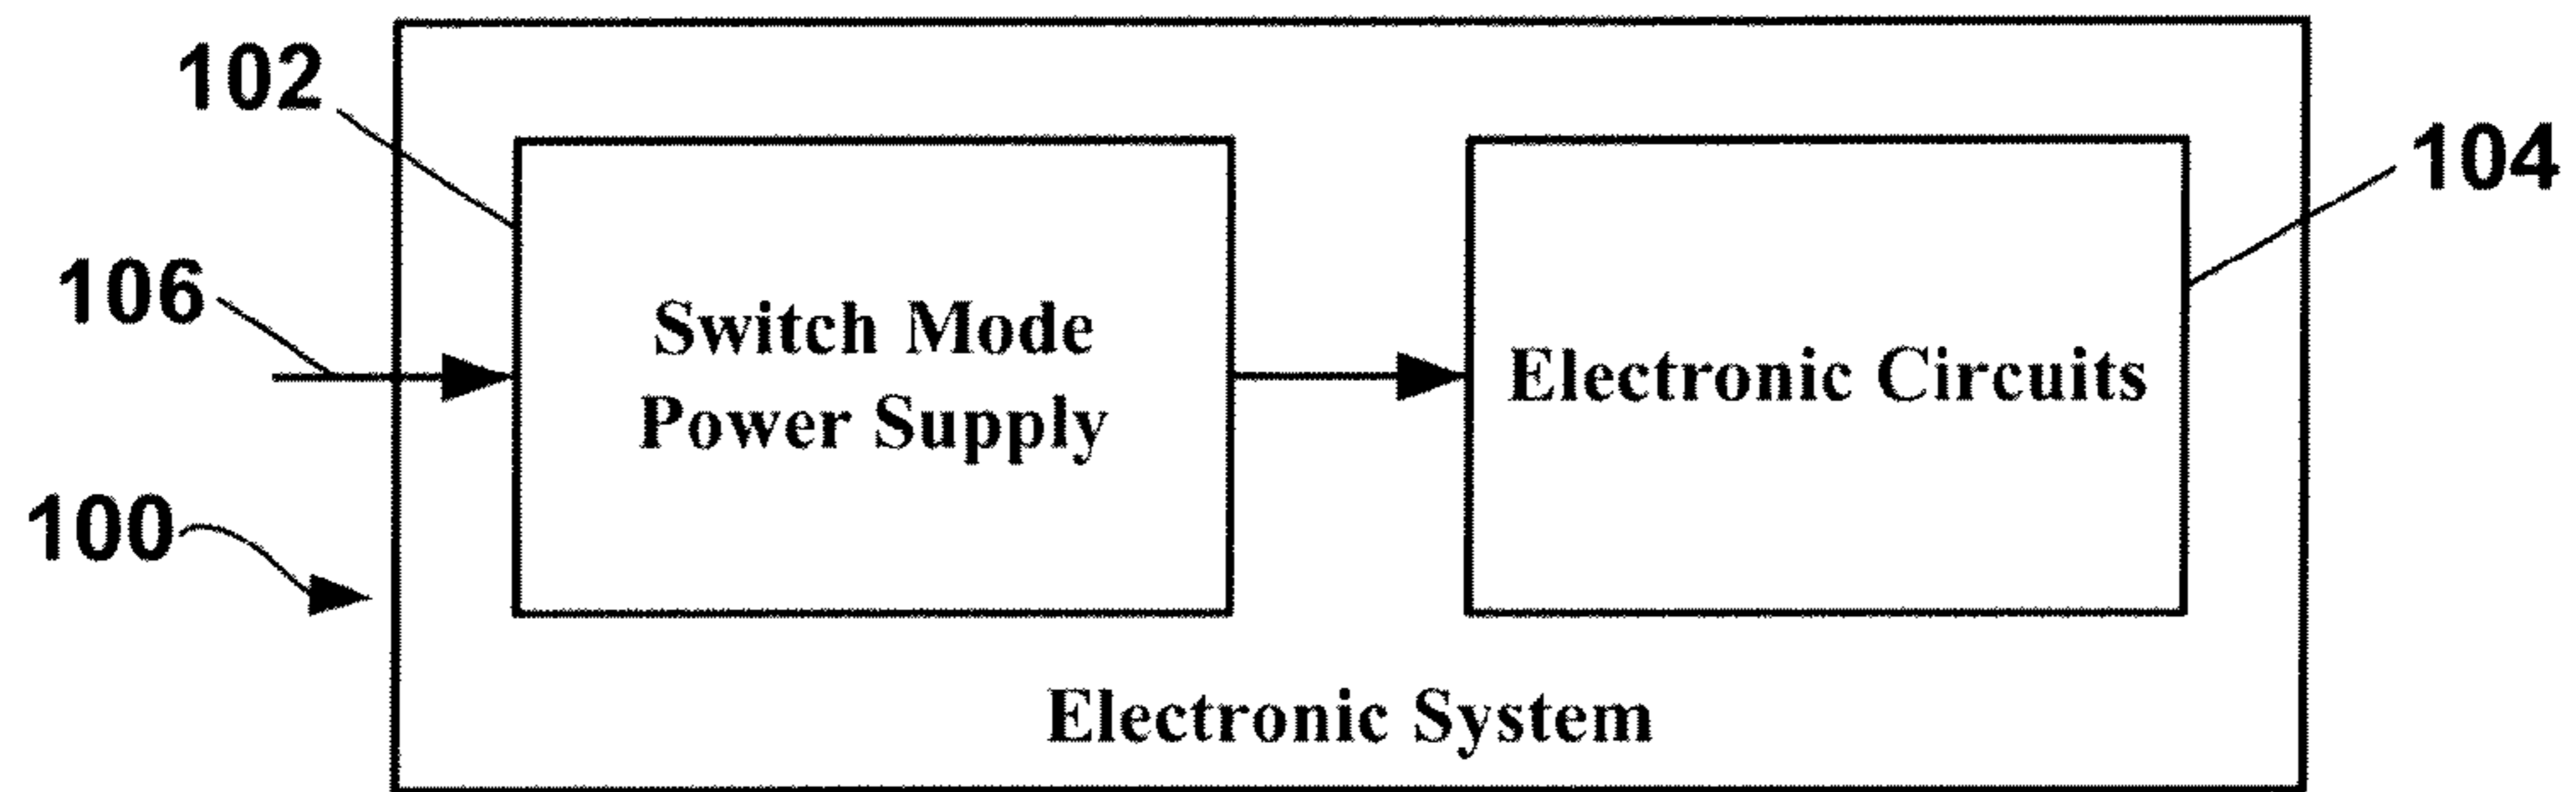 102
104
106
Switch Mode
Power Supply
Electronic Circuits
100
Electronic System